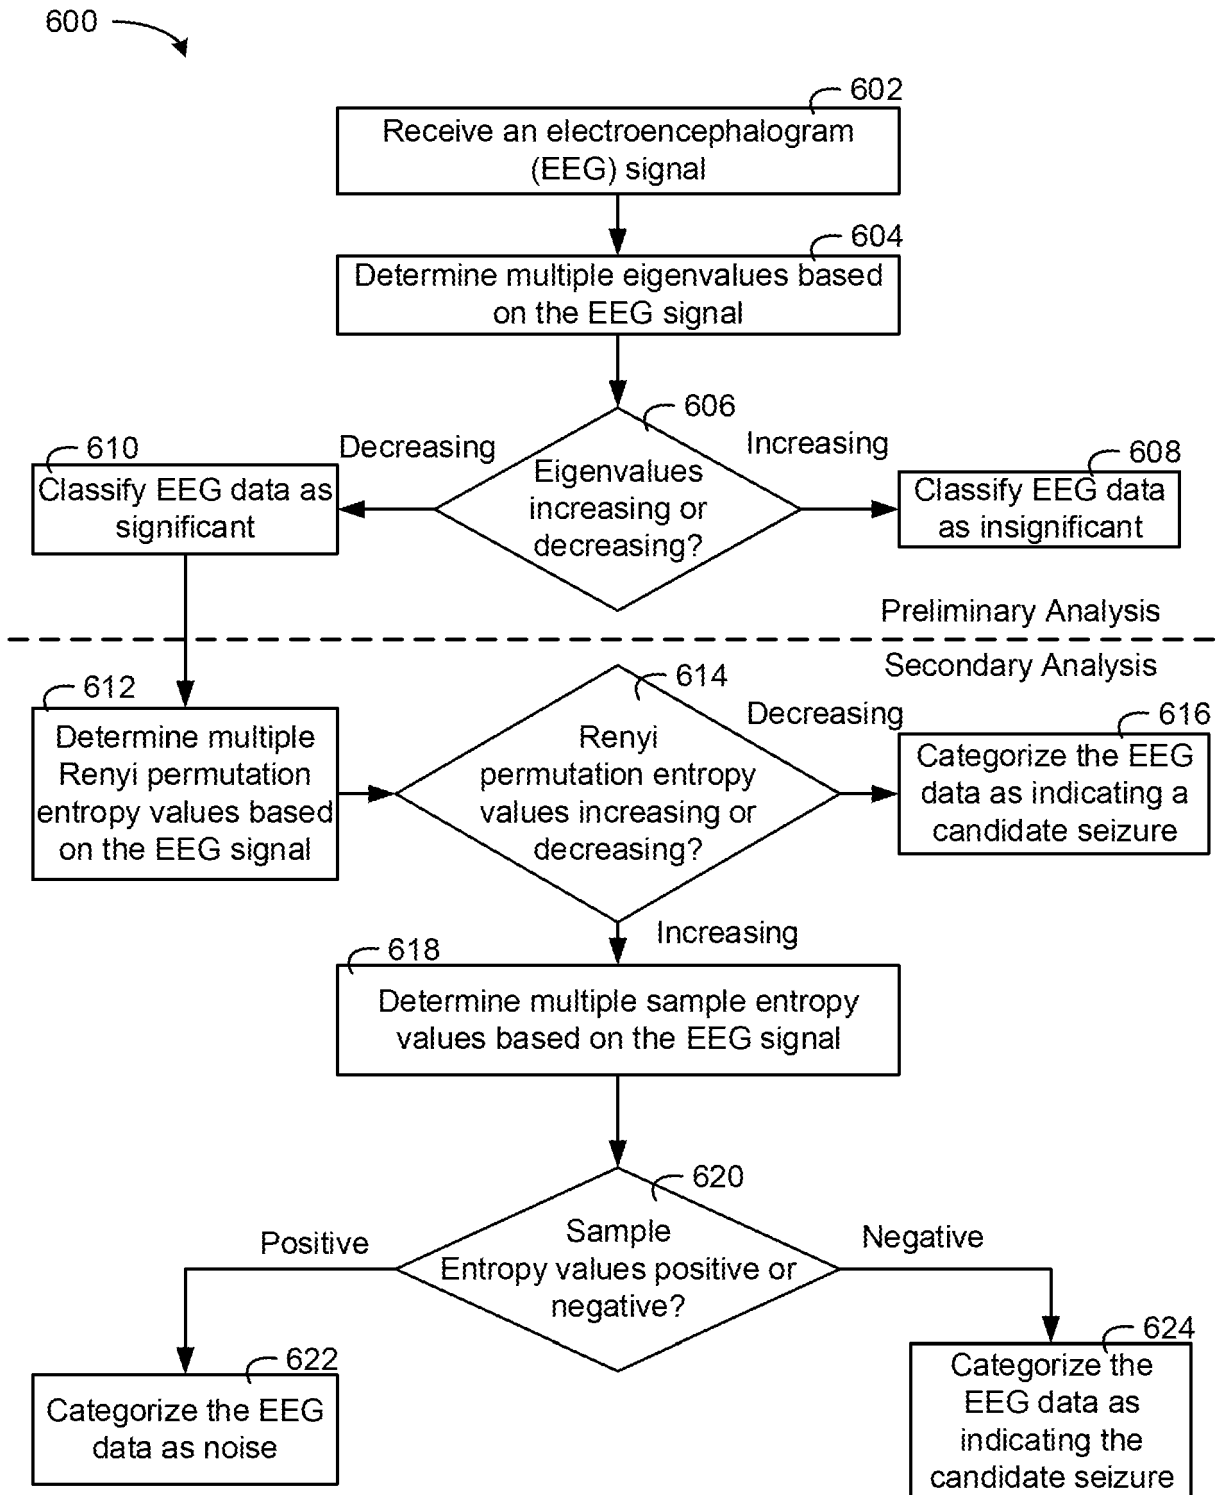 600
602
Receive an electroencephalogram
(EEG) signal
604
Determine multiple eigenvalues based
on the EEG signal
606
Eigenvalues
increasing or
decreasing?
Decreasing
Increasing
610
Classify EEG data as
significant
608
Classify EEG data
as insignificant
Preliminary Analysis
Secondary Analysis
612
Determine multiple
Renyi permutation
entropy values based
on the EEG signal
614
Renyi
permutation entropy
values increasing or
decreasing?
Decreasing
616
Categorize the EEG
data as indicating a
candidate seizure
Increasing
618
Determine multiple sample entropy
values based on the EEG signal
620
Sample
Entropy values positive or
negative?
Positive
Negative
622
Categorize the EEG
data as noise
624
Categorize the
EEG data as
indicating the
candidate seizure